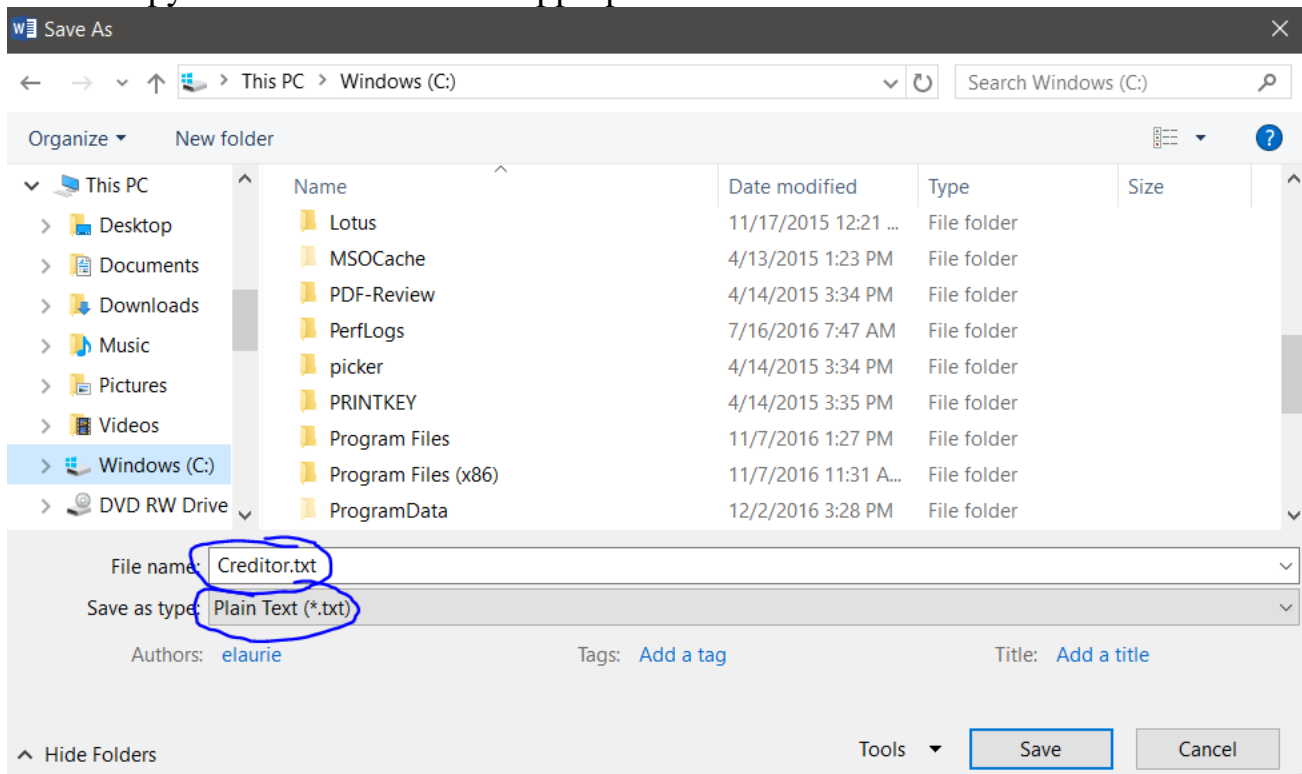 Save As
This PC > Windows (C:)
Search Windows (C:)
Organize New folder
Name Date modified Type Size
This PC
Desktop
Documents
Downloads
Music
Pictures
Videos
Windows (C:)
DVD RW Drive
Lotus 11/17/2015 12:21 ... File folder
MSOCache 4/13/2015 1:23 PM File folder
PDF-Review 4/14/2015 3:34 PM File folder
PerfLogs 7/16/2016 7:47 AM File folder
picker 4/14/2015 3:34 PM File folder
PRINTKEY 4/14/2015 3:35 PM File folder
Program Files 11/7/2016 1:27 PM File folder
Program Files (x86) 11/7/2016 11:31 A... File folder
ProgramData 12/2/2016 3:28 PM File folder
File name: Creditor.txt
Save as type: Plain Text (*.txt)
Authors: elaurie Tags: Add a tag Title: Add a title
Hide Folders Tools Save Cancel